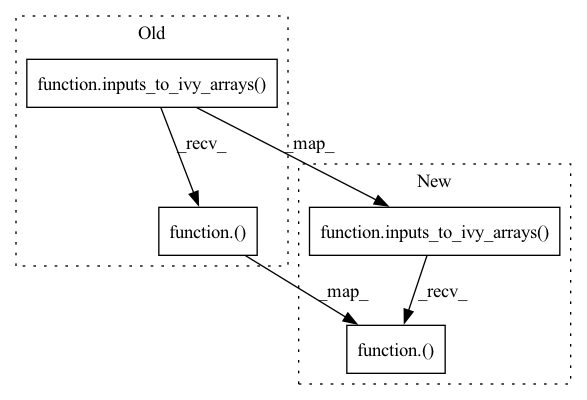 Old
function.inputs_to_ivy_arrays()
_recv_
_map_
New
function.()
function.inputs_to_ivy_arrays()
_map_
_recv_
function.()